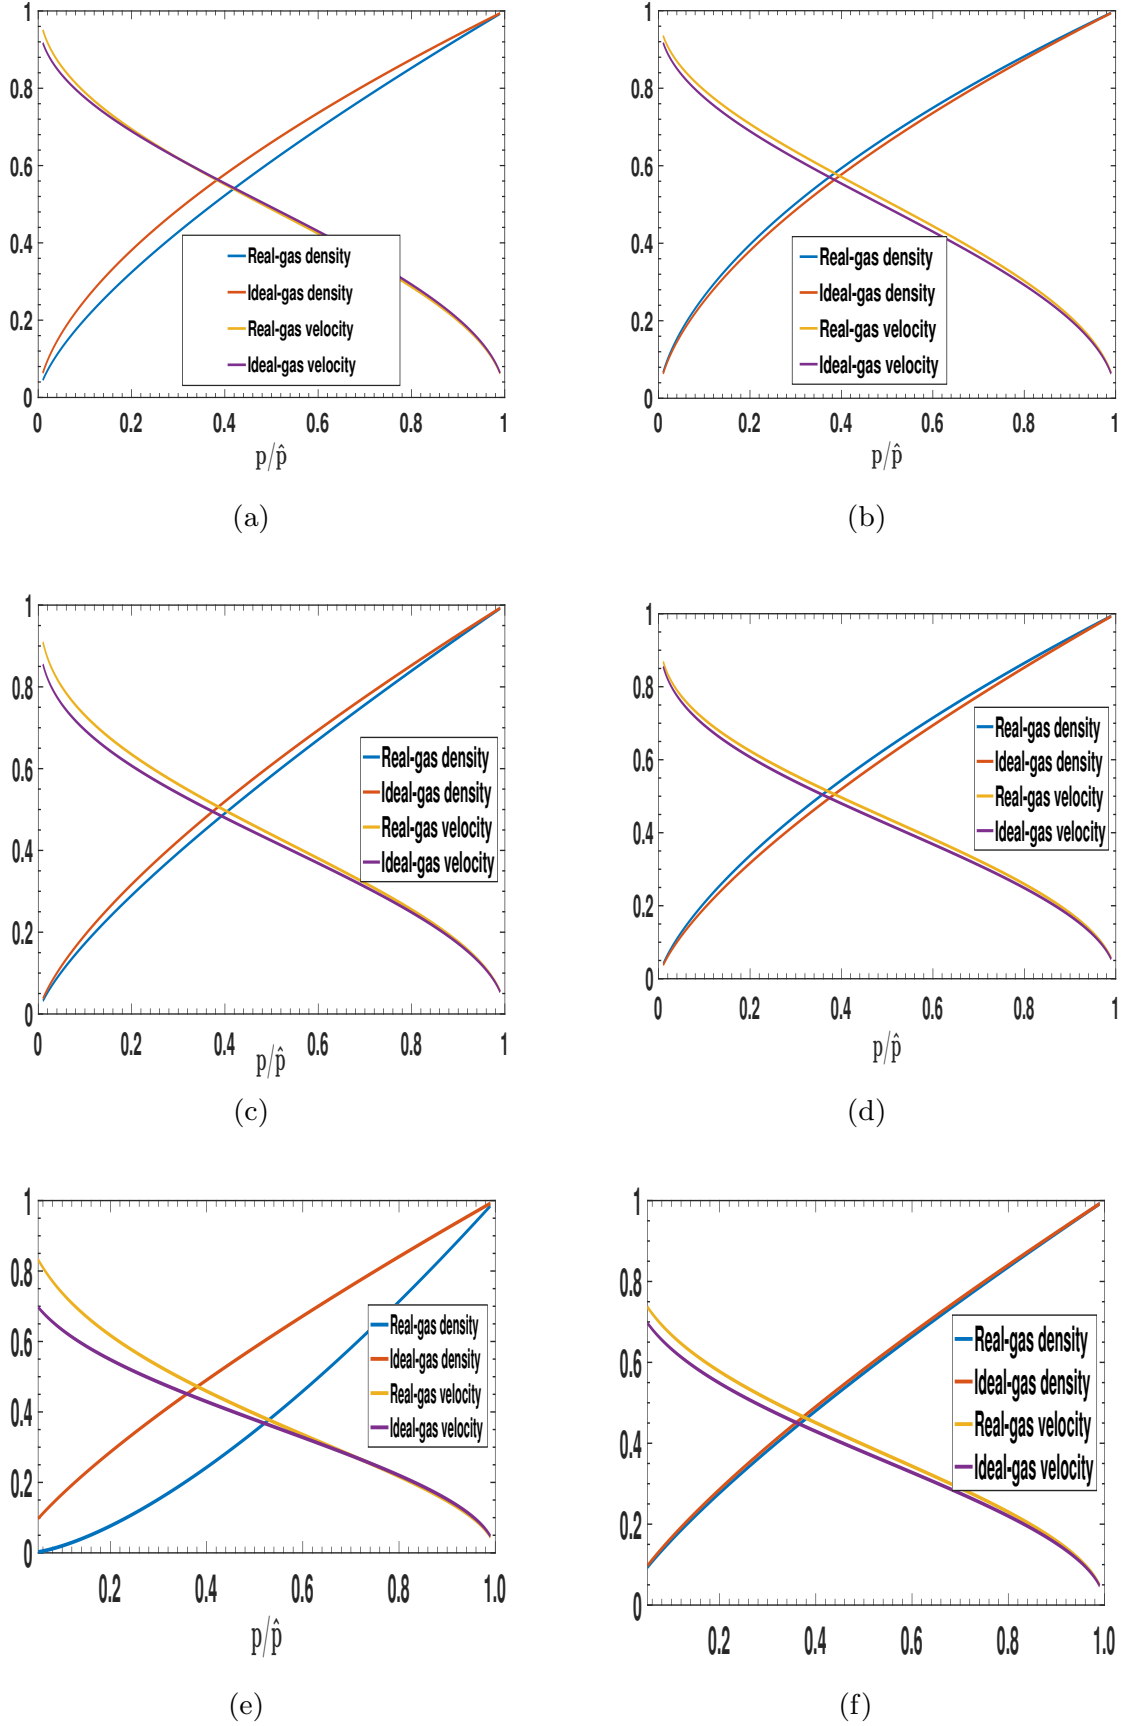 1
0.8
0.6
0.4
0.2
0
0 0.2 0.4 0.6 0.8 1
Real-gas density
Ideal-gas density
Real-gas velocity
Ideal-gas velocity
p/p̂
(a)
1
0.8
0.6
0.4
0.2
0
0 0.2 0.4 0.6 0.8 1
Real-gas density
Ideal-gas density
Real-gas velocity
Ideal-gas velocity
p/p̂
(b)
1
0.8
0.6
0.4
0.2
0
0 0.2 0.4 0.6 0.8 1
Real-gas density
Ideal-gas density
Real-gas velocity
Ideal-gas velocity
p/p̂
(c)
1
0.8
0.6
0.4
0.2
0
0 0.2 0.4 0.6 0.8 1
Real-gas density
Ideal-gas density
Real-gas velocity
Ideal-gas velocity
p/p̂
(d)
1
0.8
0.6
0.4
0.2
0
0.2 0.4 0.6 0.8 1.0
Real-gas density
Ideal-gas density
Real-gas velocity
Ideal-gas velocity
p/p̂
(e)
1
0.8
0.6
0.4
0.2
0
0.2 0.4 0.6 0.8 1.0
Real-gas density
Ideal-gas density
Real-gas velocity
Ideal-gas velocity
(f)